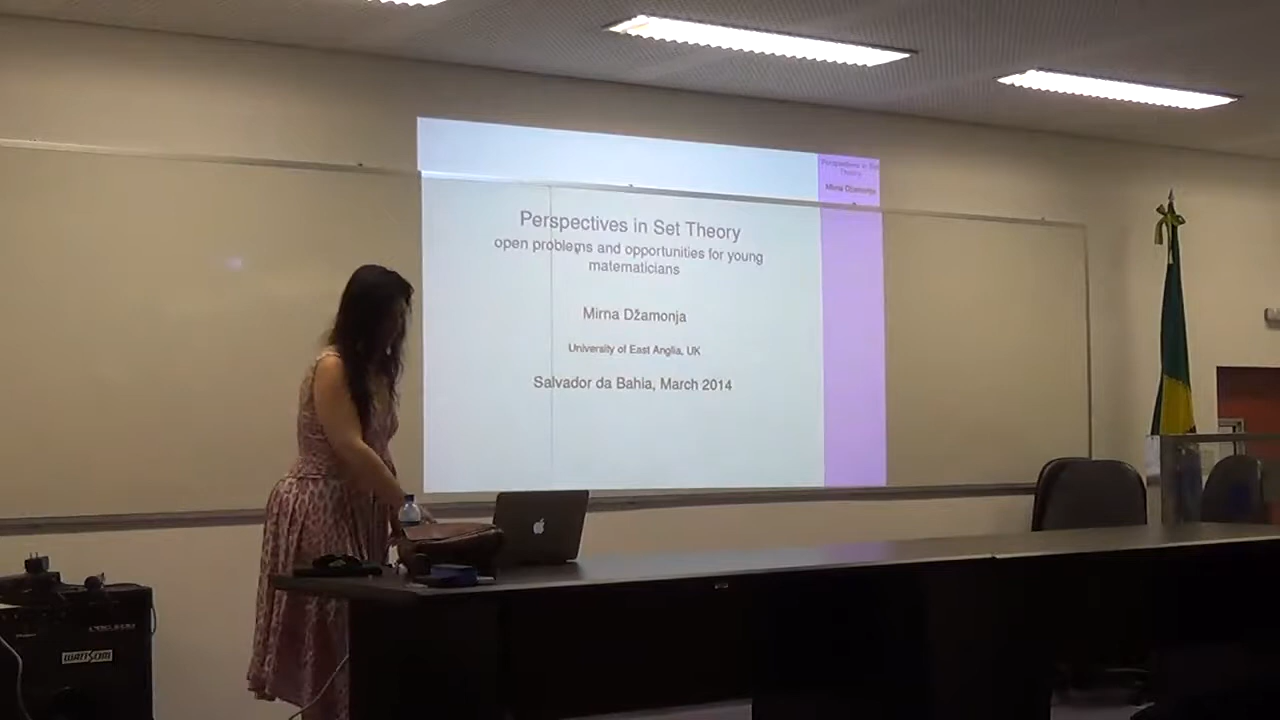 Perspectives in Set Theory
open problems and opportunities for young
matematicians
Mirna Džamonja
University of East Anglia, UK
Salvador da Bahia, March 2014
Perspectives in Set
Theory
Mirna Džamonja
WATTSOM